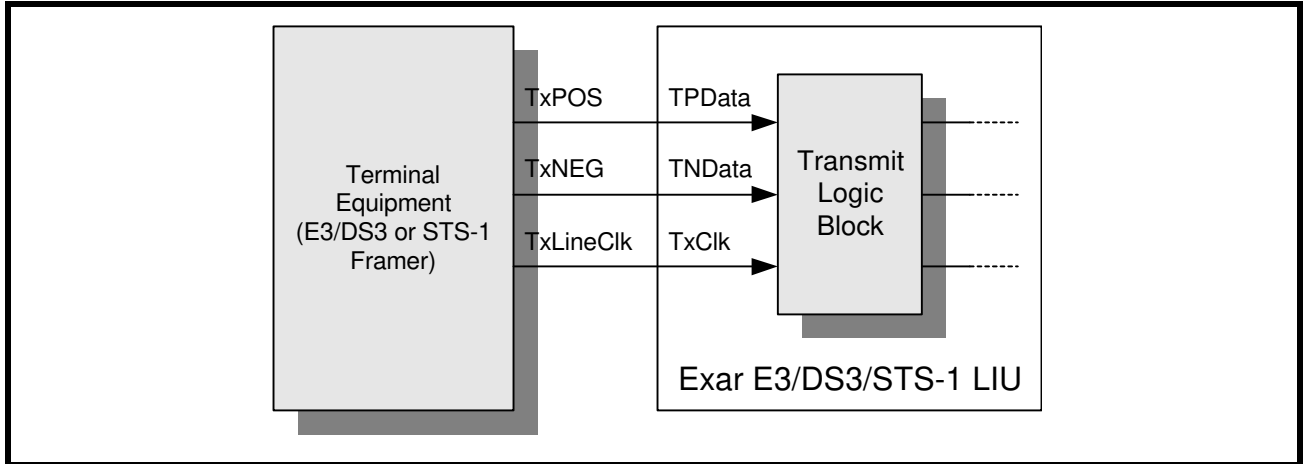 Terminal
Equipment
(E3/DS3 or STS-1
Framer)
TxPOS
TPData
TxNEG
TNData
TxLineClk
TxClk
Transmit
Logic
Block
Exar E3/DS3/STS-1 LIU